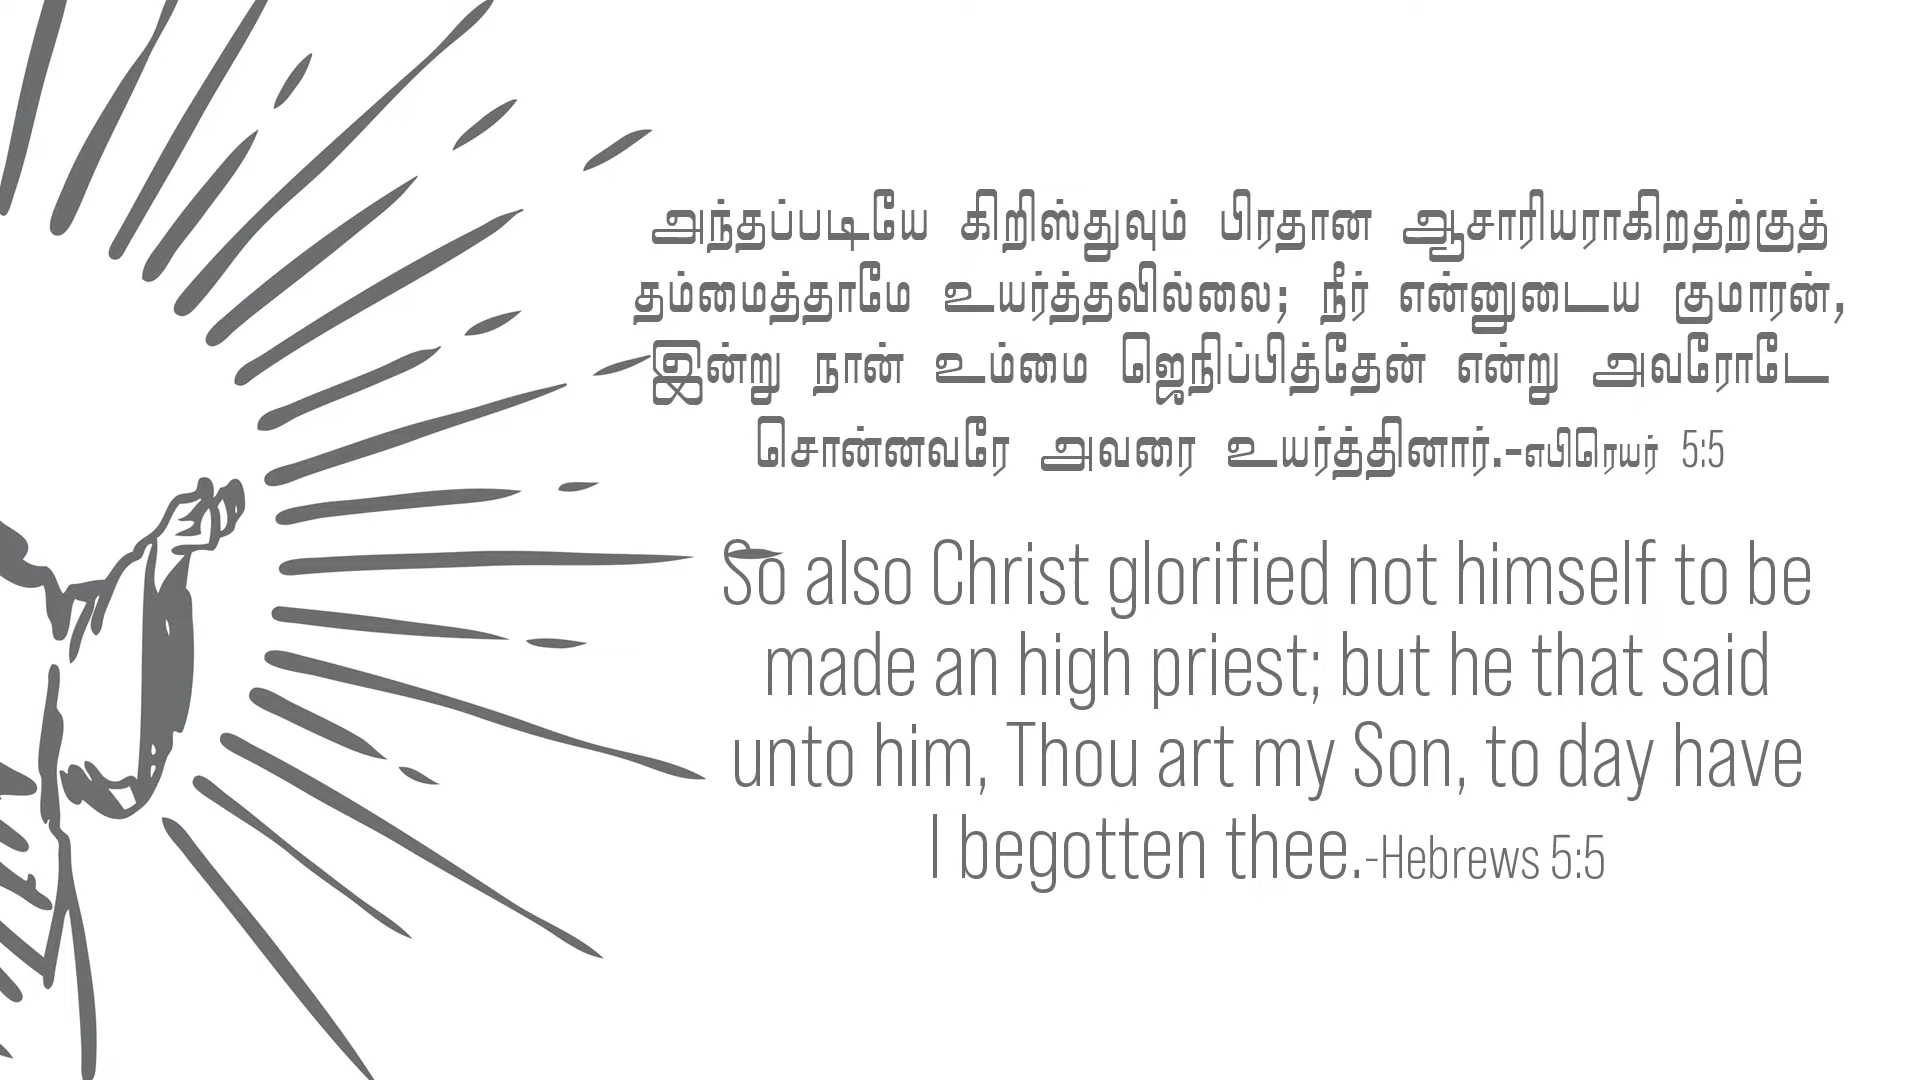 அந்தப்படியே கிறிஸ்துவும் பிரதான ஆசாரியராகிறதற்குத்
தம்மைத்தாமே உயர்த்தவில்லை; நீர் என்னுடைய குமாரன்,
இன்று நான் உம்மை ஜெநிப்பித்தேன் என்று அவரோடே
சொன்னவரே அவரை உயர்த்தினார்.-எபிரெயர் 5:5
So also Christ glorified not himself to be
made an high priest; but he that said
unto him, Thou art my Son, to day have
I begotten thee.-Hebrews 5:5